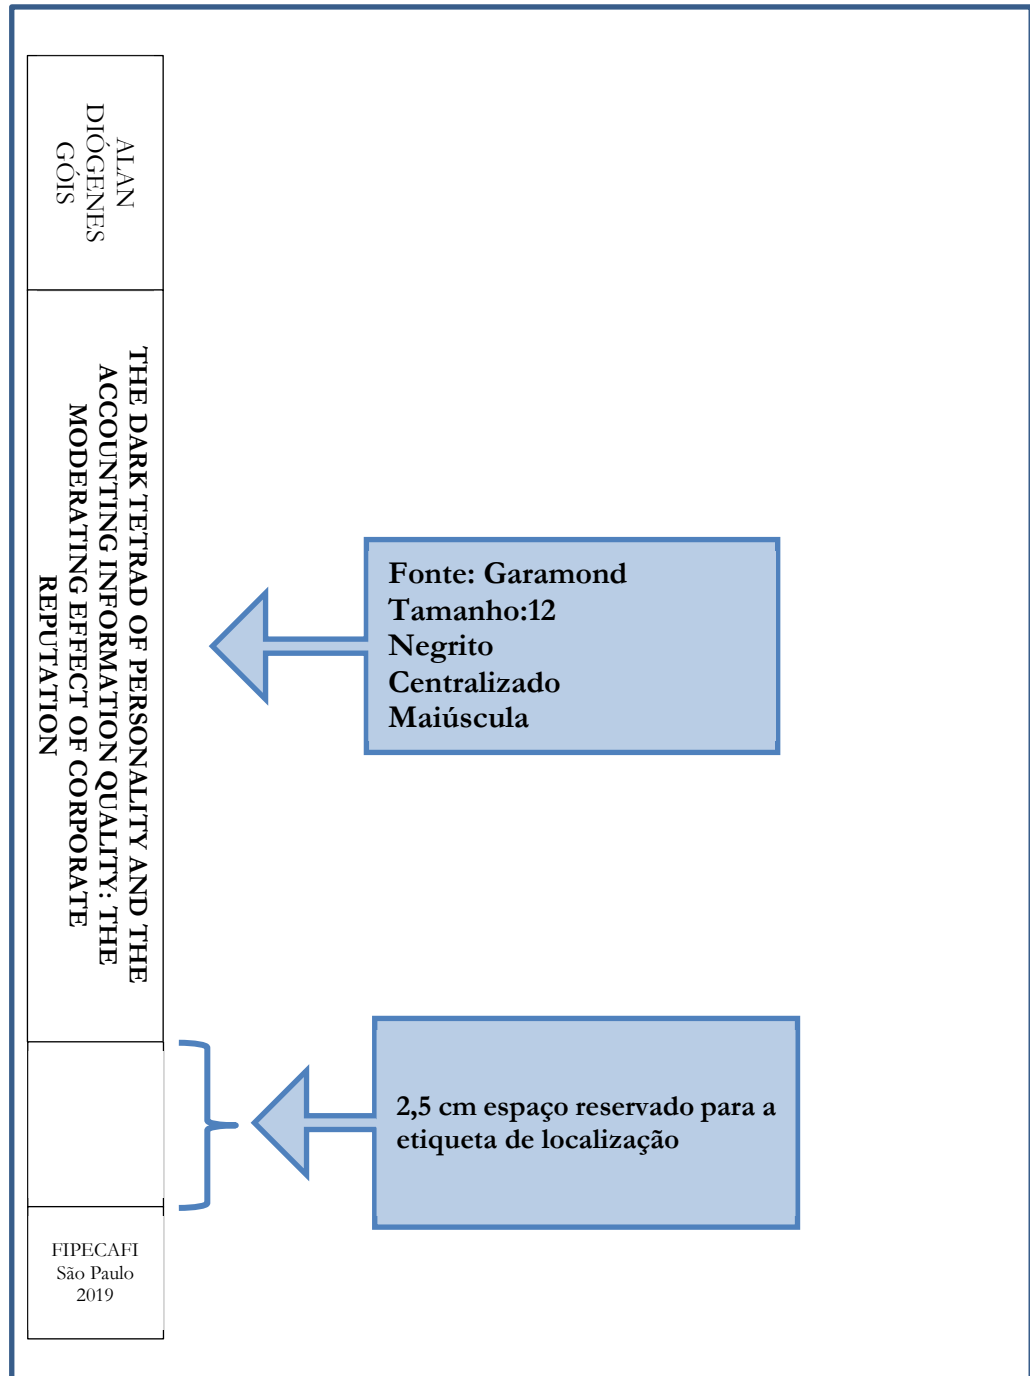 ALAN
DIÓGENES
GÓIS
THE DARK TETRAD OF PERSONALITY AND THE
ACCOUNTING INFORMATION QUALITY: THE
MODERATING EFFECT OF CORPORATE
REPUTATION
Fonte: Garamond
Tamanho:12
Negrito
Centralizado
Maiúscula
2,5 cm espaço reservado para a
etiqueta de localização
FIPECAFI
São Paulo
2019